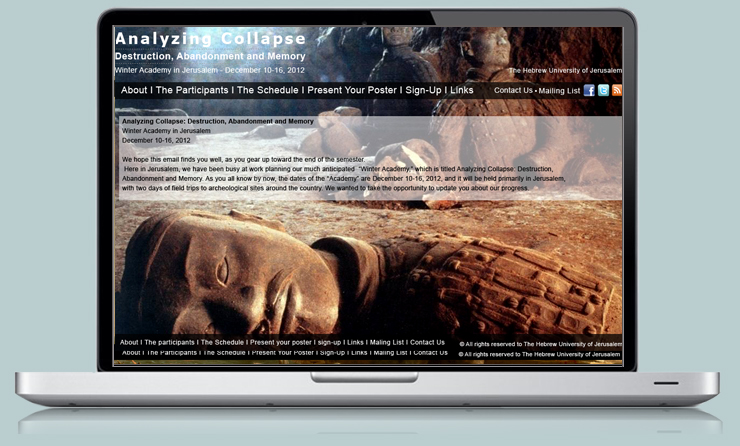 Analyzing Collapse
Destruction, Abandonment and Memory
Winter Academy in Jerusalem - December 10-16, 2012
The Hebrew University of Jerusalem
About I The Participants I The Schedule I Present Your Poster I Sign-Up I Links
Contact Us • Mailing List
Analyzing Collapse: Destruction, Abandonment and Memory
Winter Academy in Jerusalem
December 10-16, 2012
We hope this email finds you well, as you gear up toward the end of the semester.
Here in Jerusalem, we have been busy at work planning our much anticipated "Winter Academy," which is titled Analyzing Collapse: Destruction,
Abandonment and Memory. As you all know by now, the dates of the "Academy" are December 10-16, 2012, and it will be held primarily in Jerusalem,
with two days of field trips to archeological sites around the country. We wanted to take the opportunity to update you about our progress.
About I The participants I The Schedule I Present your poster I sign-up I Links I Maling List I Contact Us
© All rights reserved to The Hebrew University of Jerusalem
About I The Participants I The Schedule I Present Your Poster I Sign-Up I Links I Mailing List I Contact Us
© All rights reserved to The Hebrew University of Jerusalem